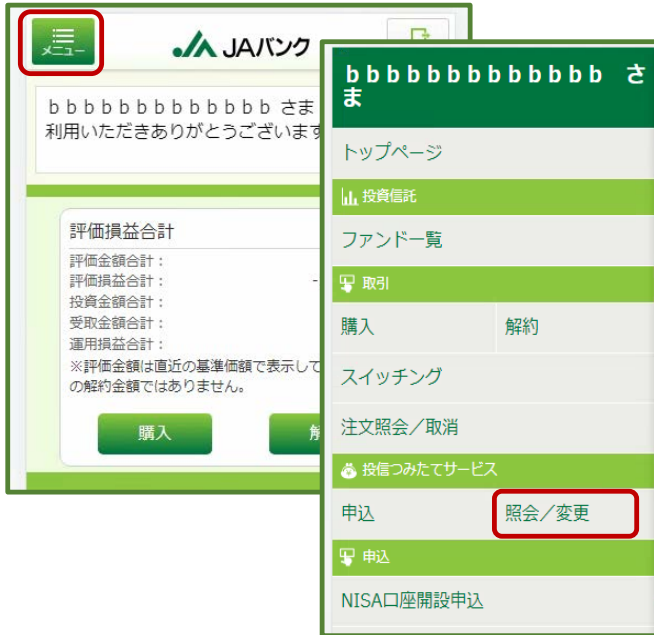 メニュー
JAバンク
bbbbbbbbbbbbb さま
利用いただきありがとうございます
評価損益合計
評価金額合計：
評価損益合計： -
投資金額合計：
受取金額合計：
運用損益合計：
※評価金額は直近の基準価額で表示して
の解約金額ではありません。
購入
bbbbbbbbbbbbb さ
ま
トップページ
投資信託
ファンド一覧
取引
購入 解約
スイッチング
注文照会／取消
投信つみたてサービス
申込 照会／変更
申込
NISA口座開設申込